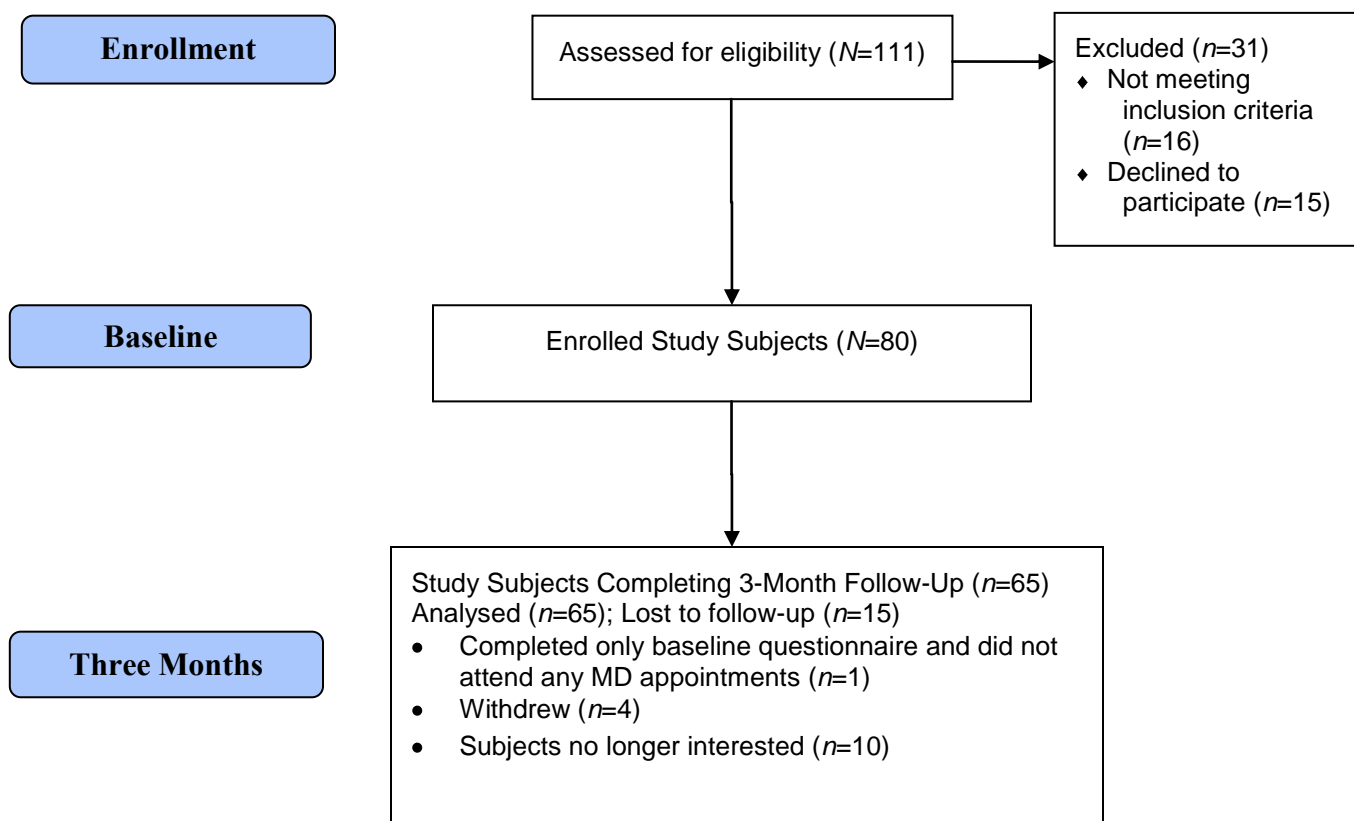 Enrollment
Assessed for eligibility (N=111)
Excluded (n=31)
♦ Not meeting
inclusion criteria
(n=16)
♦ Declined to
participate (n=15)
Baseline
Enrolled Study Subjects (N=80)
Three Months
Study Subjects Completing 3-Month Follow-Up (n=65)
Analysed (n=65); Lost to follow-up (n=15)
• Completed only baseline questionnaire and did not
attend any MD appointments (n=1)
• Withdrew (n=4)
• Subjects no longer interested (n=10)